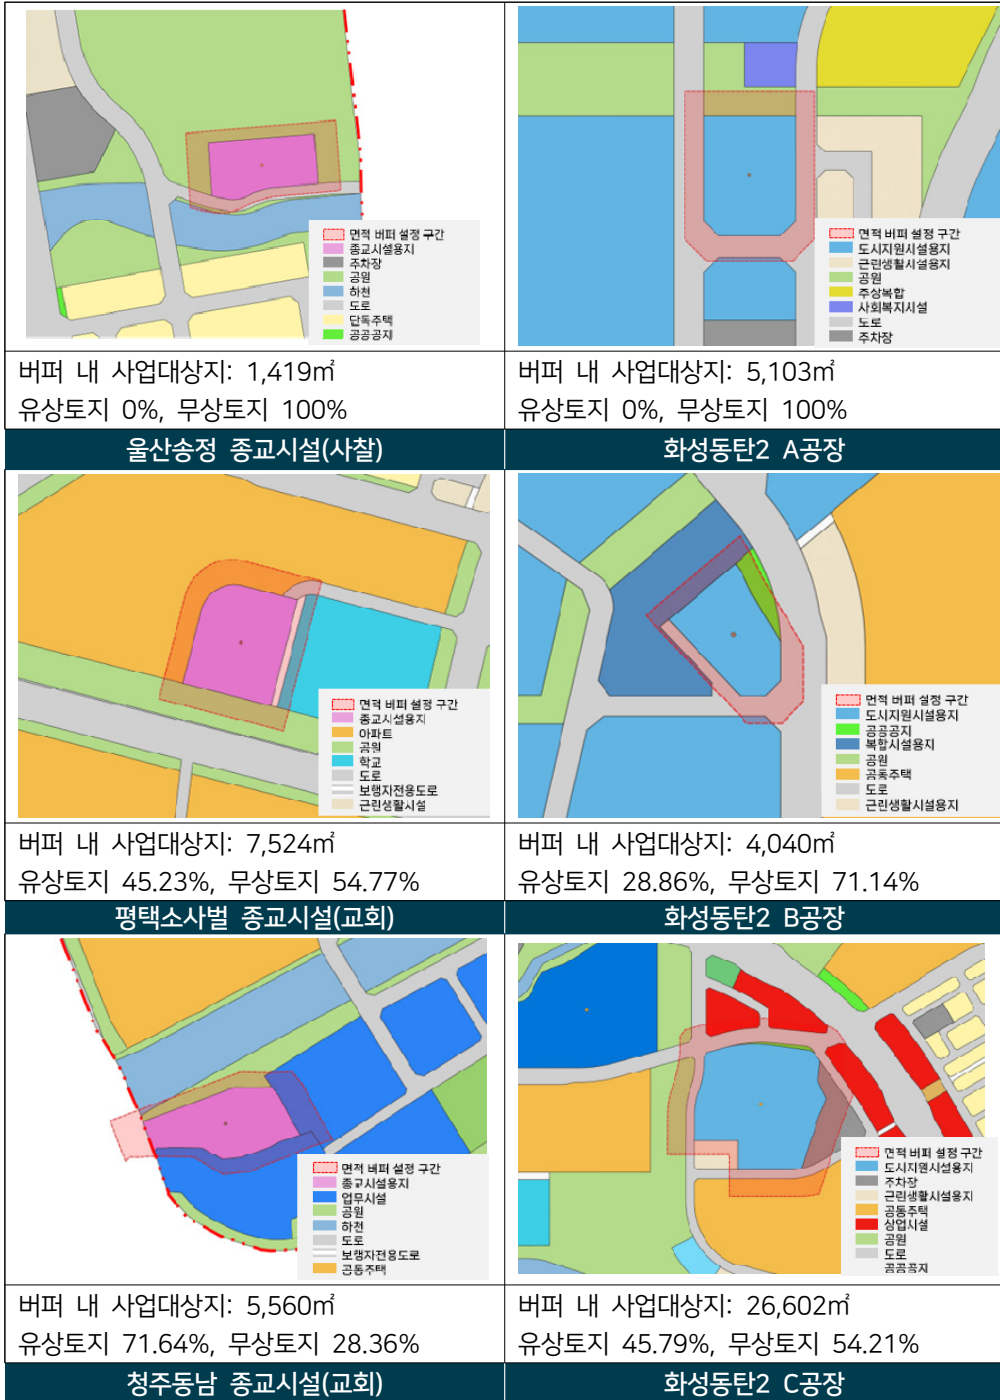 면적 버퍼 설정 구간
종교시설용지
주차장
공원
하천
도로
단독주택
공공공지
면적 버퍼 설정 구간
도시지원시설용지
근린생활시설용지
공원
주상복합
사회복지시설
도로
주차장
버퍼 내 사업대상지: 1,419㎡
유상토지 0%, 무상토지 100%
버퍼 내 사업대상지: 5,103㎡
유상토지 0%, 무상토지 100%
울산송정 종교시설(사찰)
화성동탄2 A공장
면적 버퍼 설정 구간
종교시설용지
아파트
공원
학교
도로
보행자전용도로
근린생활시설
면적 버퍼 설정 구간
도시지원시설용지
공공공지
복합시설용지
공원
공동주택
도로
근린생활시설용지
버퍼 내 사업대상지: 7,524㎡
유상토지 45.23%, 무상토지 54.77%
버퍼 내 사업대상지: 4,040㎡
유상토지 28.86%, 무상토지 71.14%
평택소사벌 종교시설(교회)
화성동탄2 B공장
면적 버퍼 설정 구간
종교시설용지
업무시설
공원
하천
도로
보행자전용도로
공동주택
면적 버퍼 설정 구간
도시지원시설용지
주차장
근린생활시설용지
공동주택
상업시설
공원
도로
공공공지
버퍼 내 사업대상지: 5,560㎡
유상토지 71.64%, 무상토지 28.36%
버퍼 내 사업대상지: 26,602㎡
유상토지 45.79%, 무상토지 54.21%
청주동남 종교시설(교회)
화성동탄2 C공장